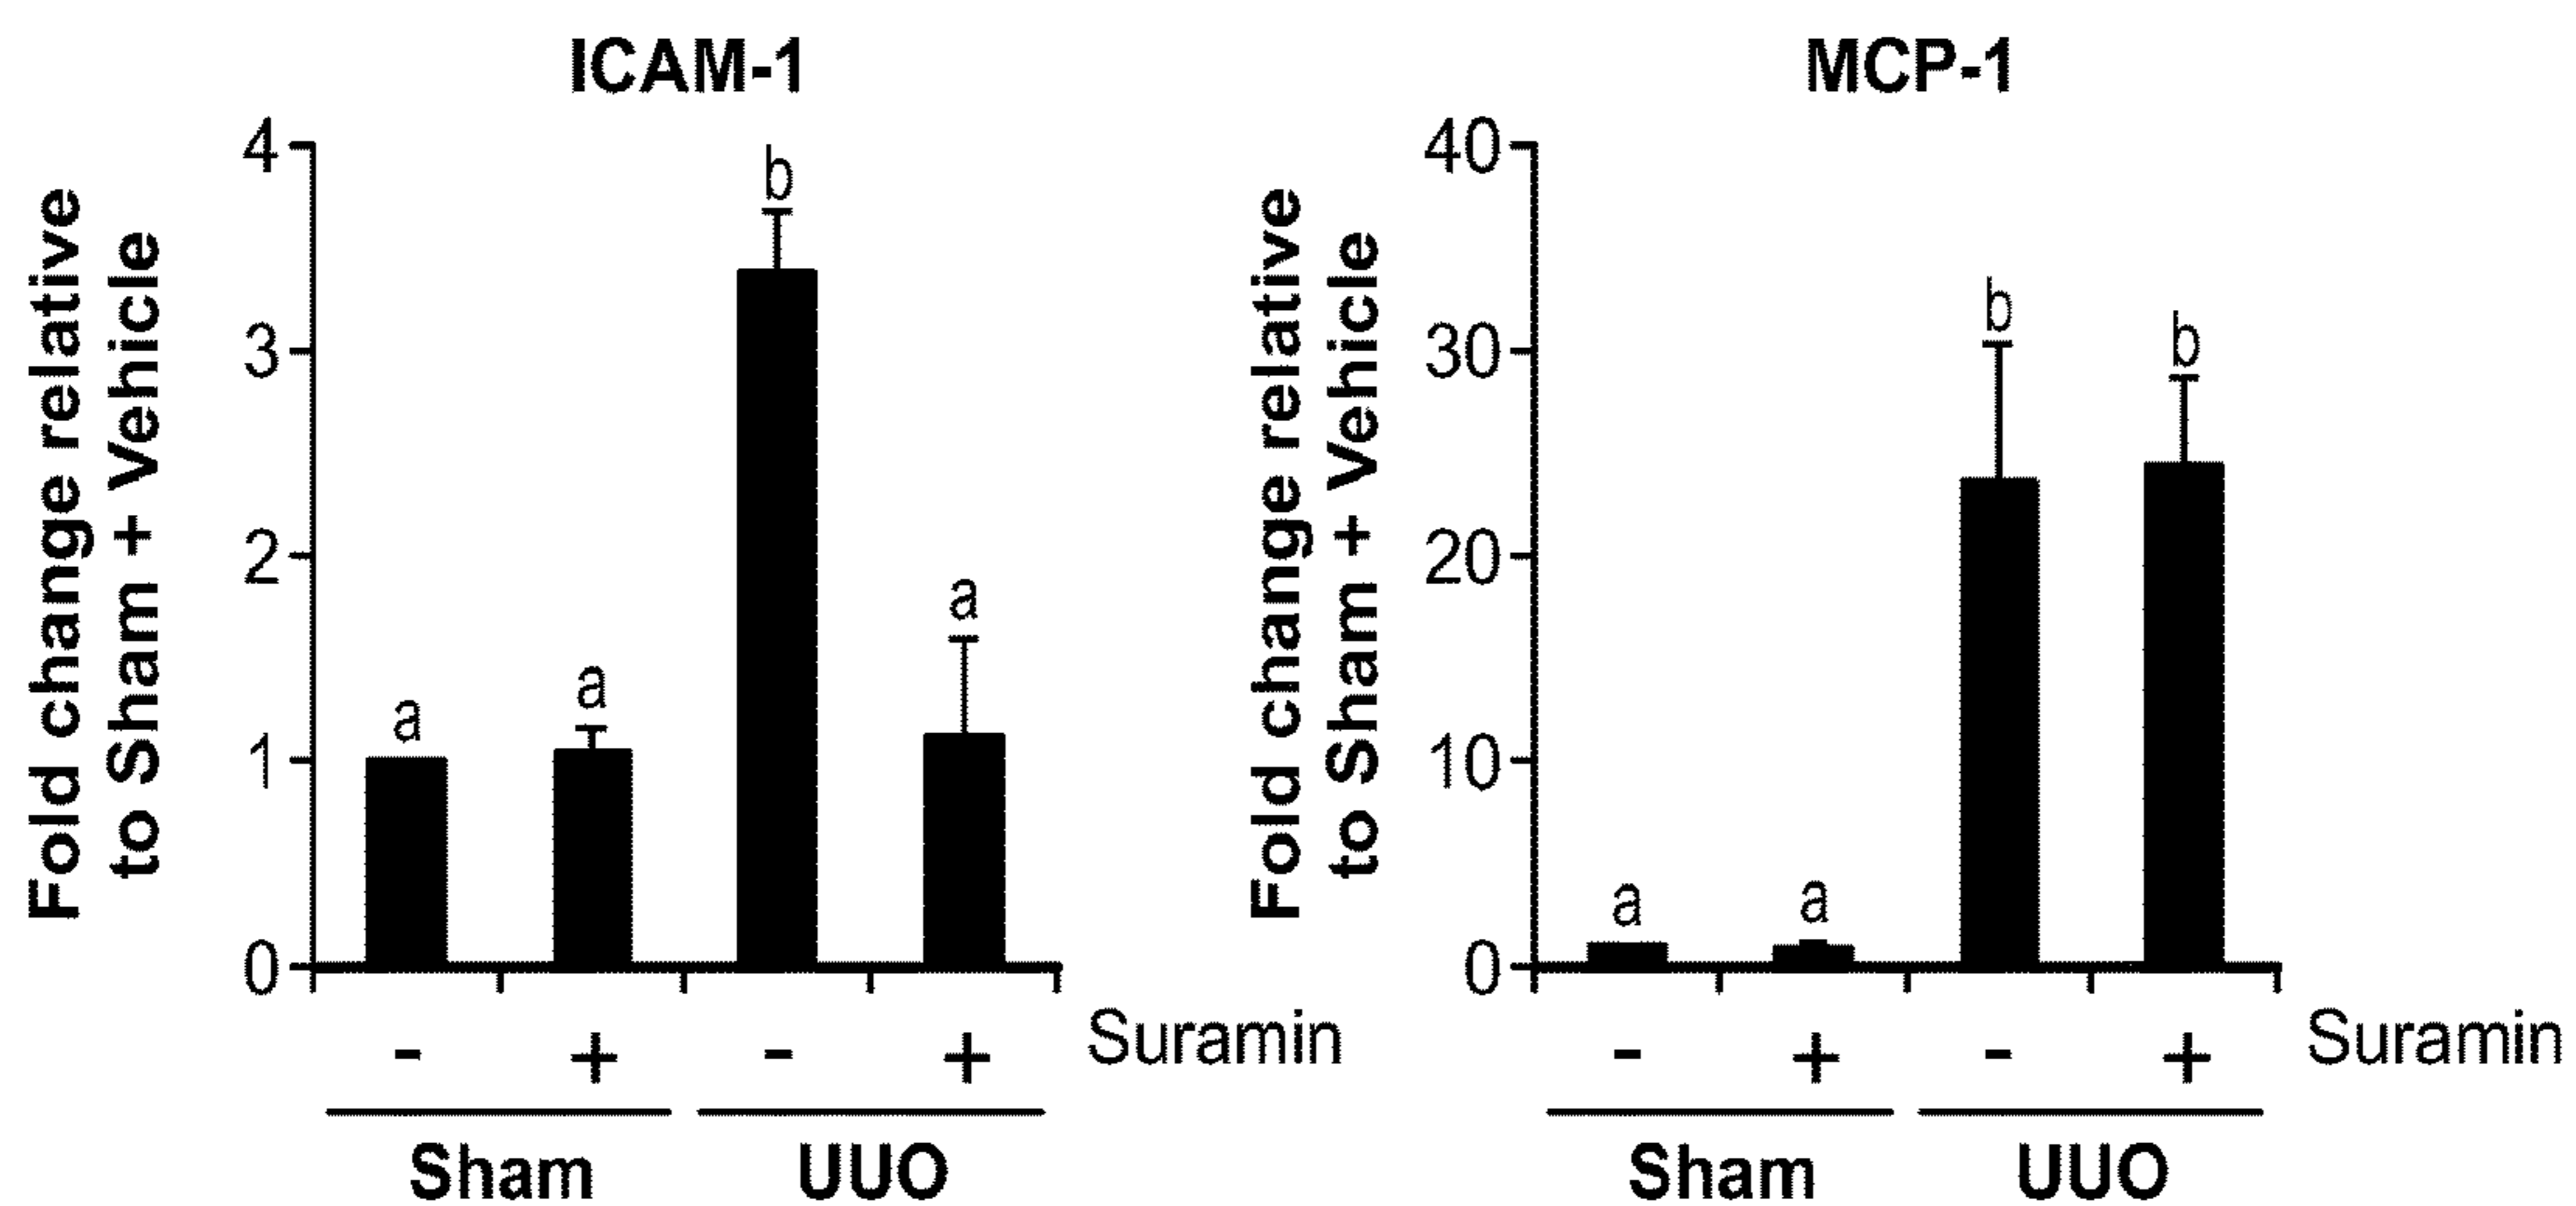 ICAM-1
Fold change relative
to Sham + Vehicle
4
3
2
1
0
a
a
b
a
- + - + Suramin
Sham UUO
MCP-1
Fold change relative
to Sham + Vehicle
40
30
20
10
0
a
a
b
b
- + - + Suramin
Sham UUO